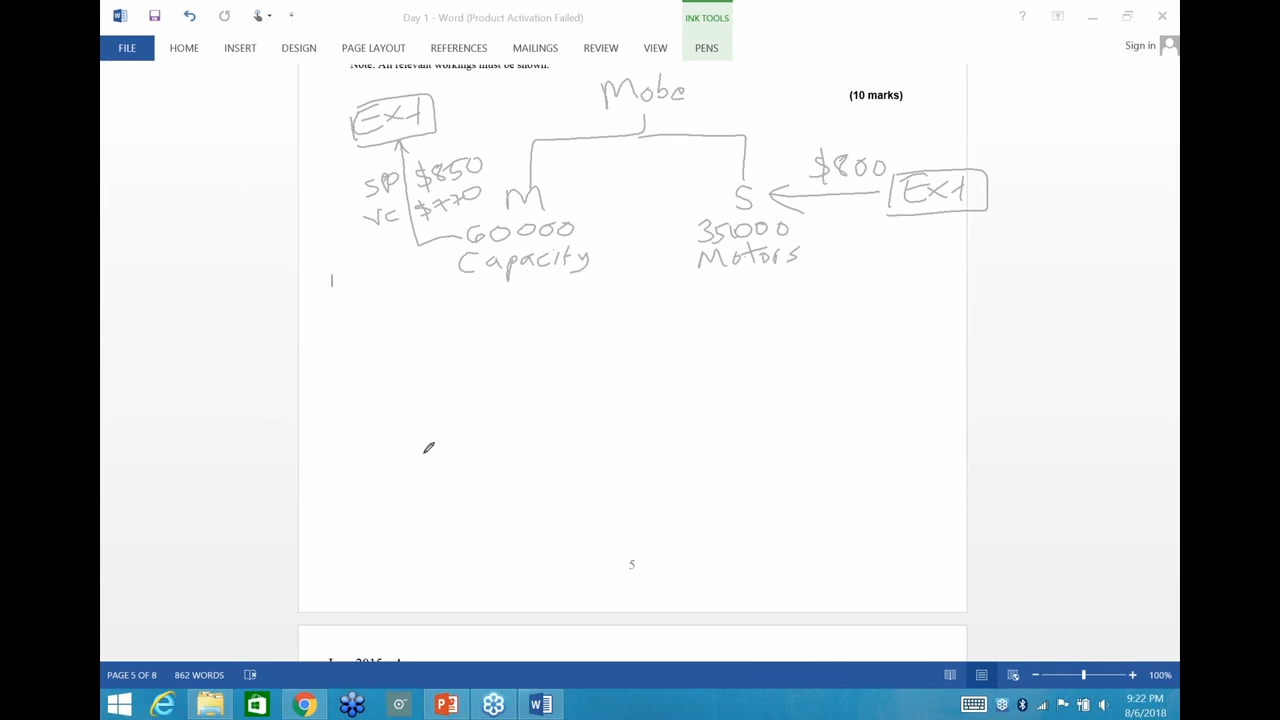 Day 1 - Word (Product Activation Failed)
INK TOOLS
?
FILE HOME INSERT DESIGN PAGE LAYOUT REFERENCES MAILINGS REVIEW VIEW PENS
Sign in
Note: All relevant workings must be shown.
(10 marks)
Mobe
Ext
SP $850
VC $770
M
S
$800
Ext
60000
Capacity
35000
Motors
5
PAGE 5 OF 8 862 WORDS
100%
9:22 PM
8/6/2018